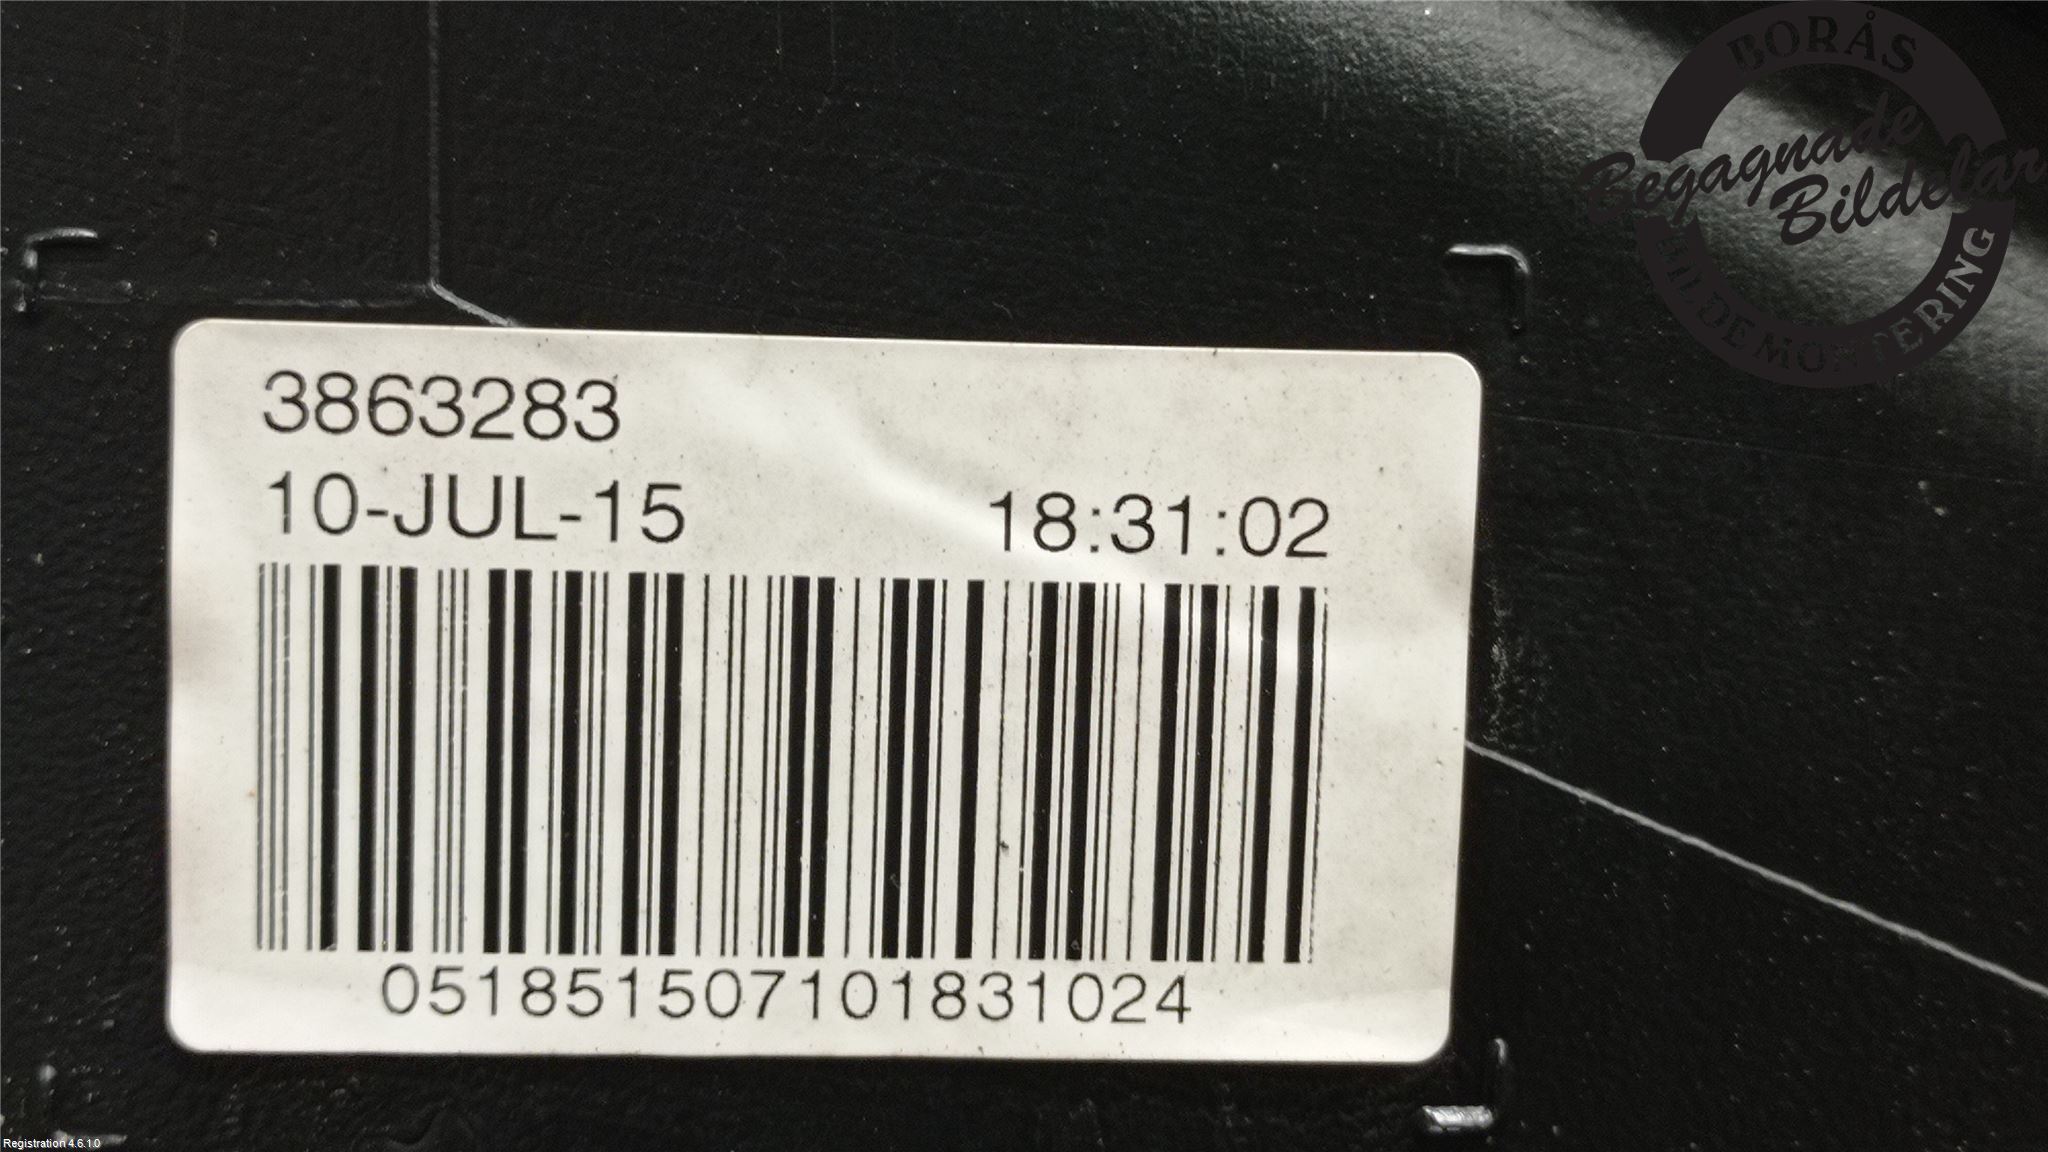 BORÅS
Begagnade
Bildelar
BILDEMONTERING
3863283
10-JUL-15 18:31:02
051851507101831024
Registration 4.6.1.0